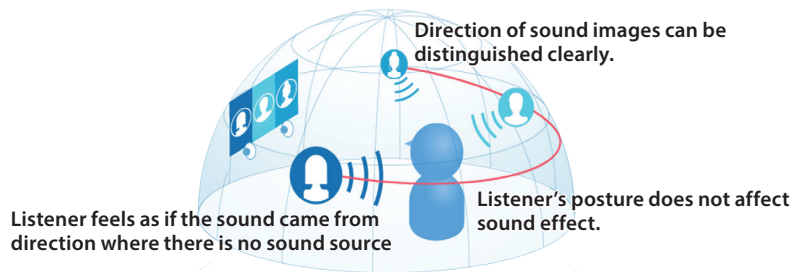 Direction of sound images can be
distinguished clearly.
Listener's posture does not affect
sound effect.
Listener feels as if the sound came from
direction where there is no sound source